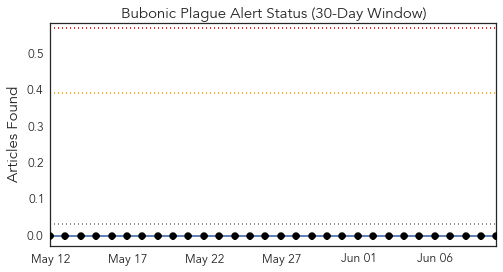 Bubonic Plague Alert Status (30-Day Window)
Articles Found
0.5
0.4
0.3
0.2
0.1
0.0
May 12 May 17 May 22 May 27 Jun 01 Jun 06